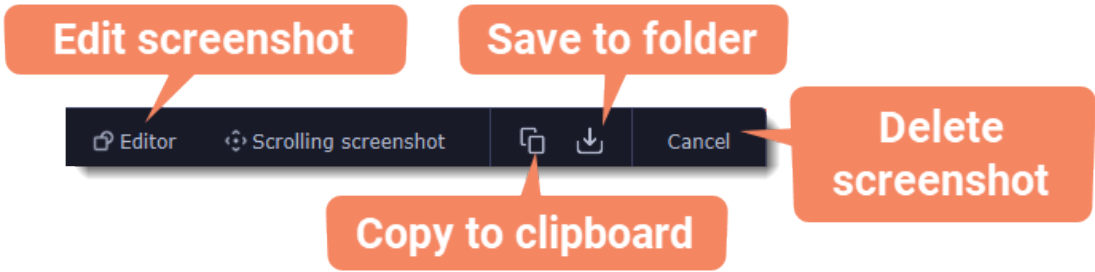 Edit screenshot
Save to folder
Editor
Scrolling screenshot
Cancel
Delete
screenshot
Copy to clipboard